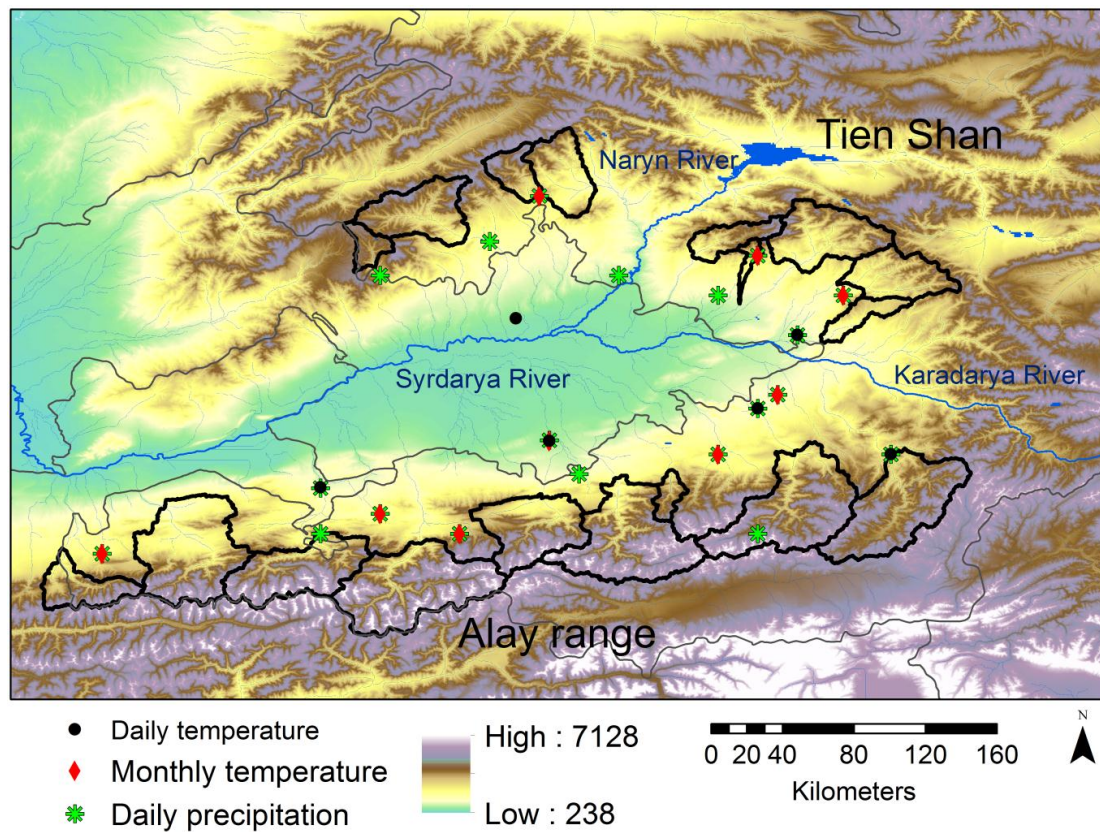 Tien Shan
Naryn River
Syrdarya River
Karadarya River
Alay range
Daily temperature
Monthly temperature
Daily precipitation
High : 7128
Low : 238
0 20 40 80 120 160
Kilometers
N